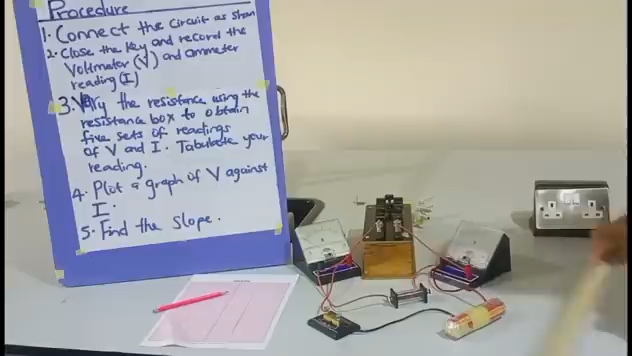 Procedure
1. Connect the circuit as shown
2. Close the key and record the
Voltmeter (V) and ammeter
reading (I)
3. Vary the resistance using the
resistance box to obtain
five sets of readings
of V and I. Tabulate your
reading.
4. Plot a graph of V against
I.
5. Find the slope.